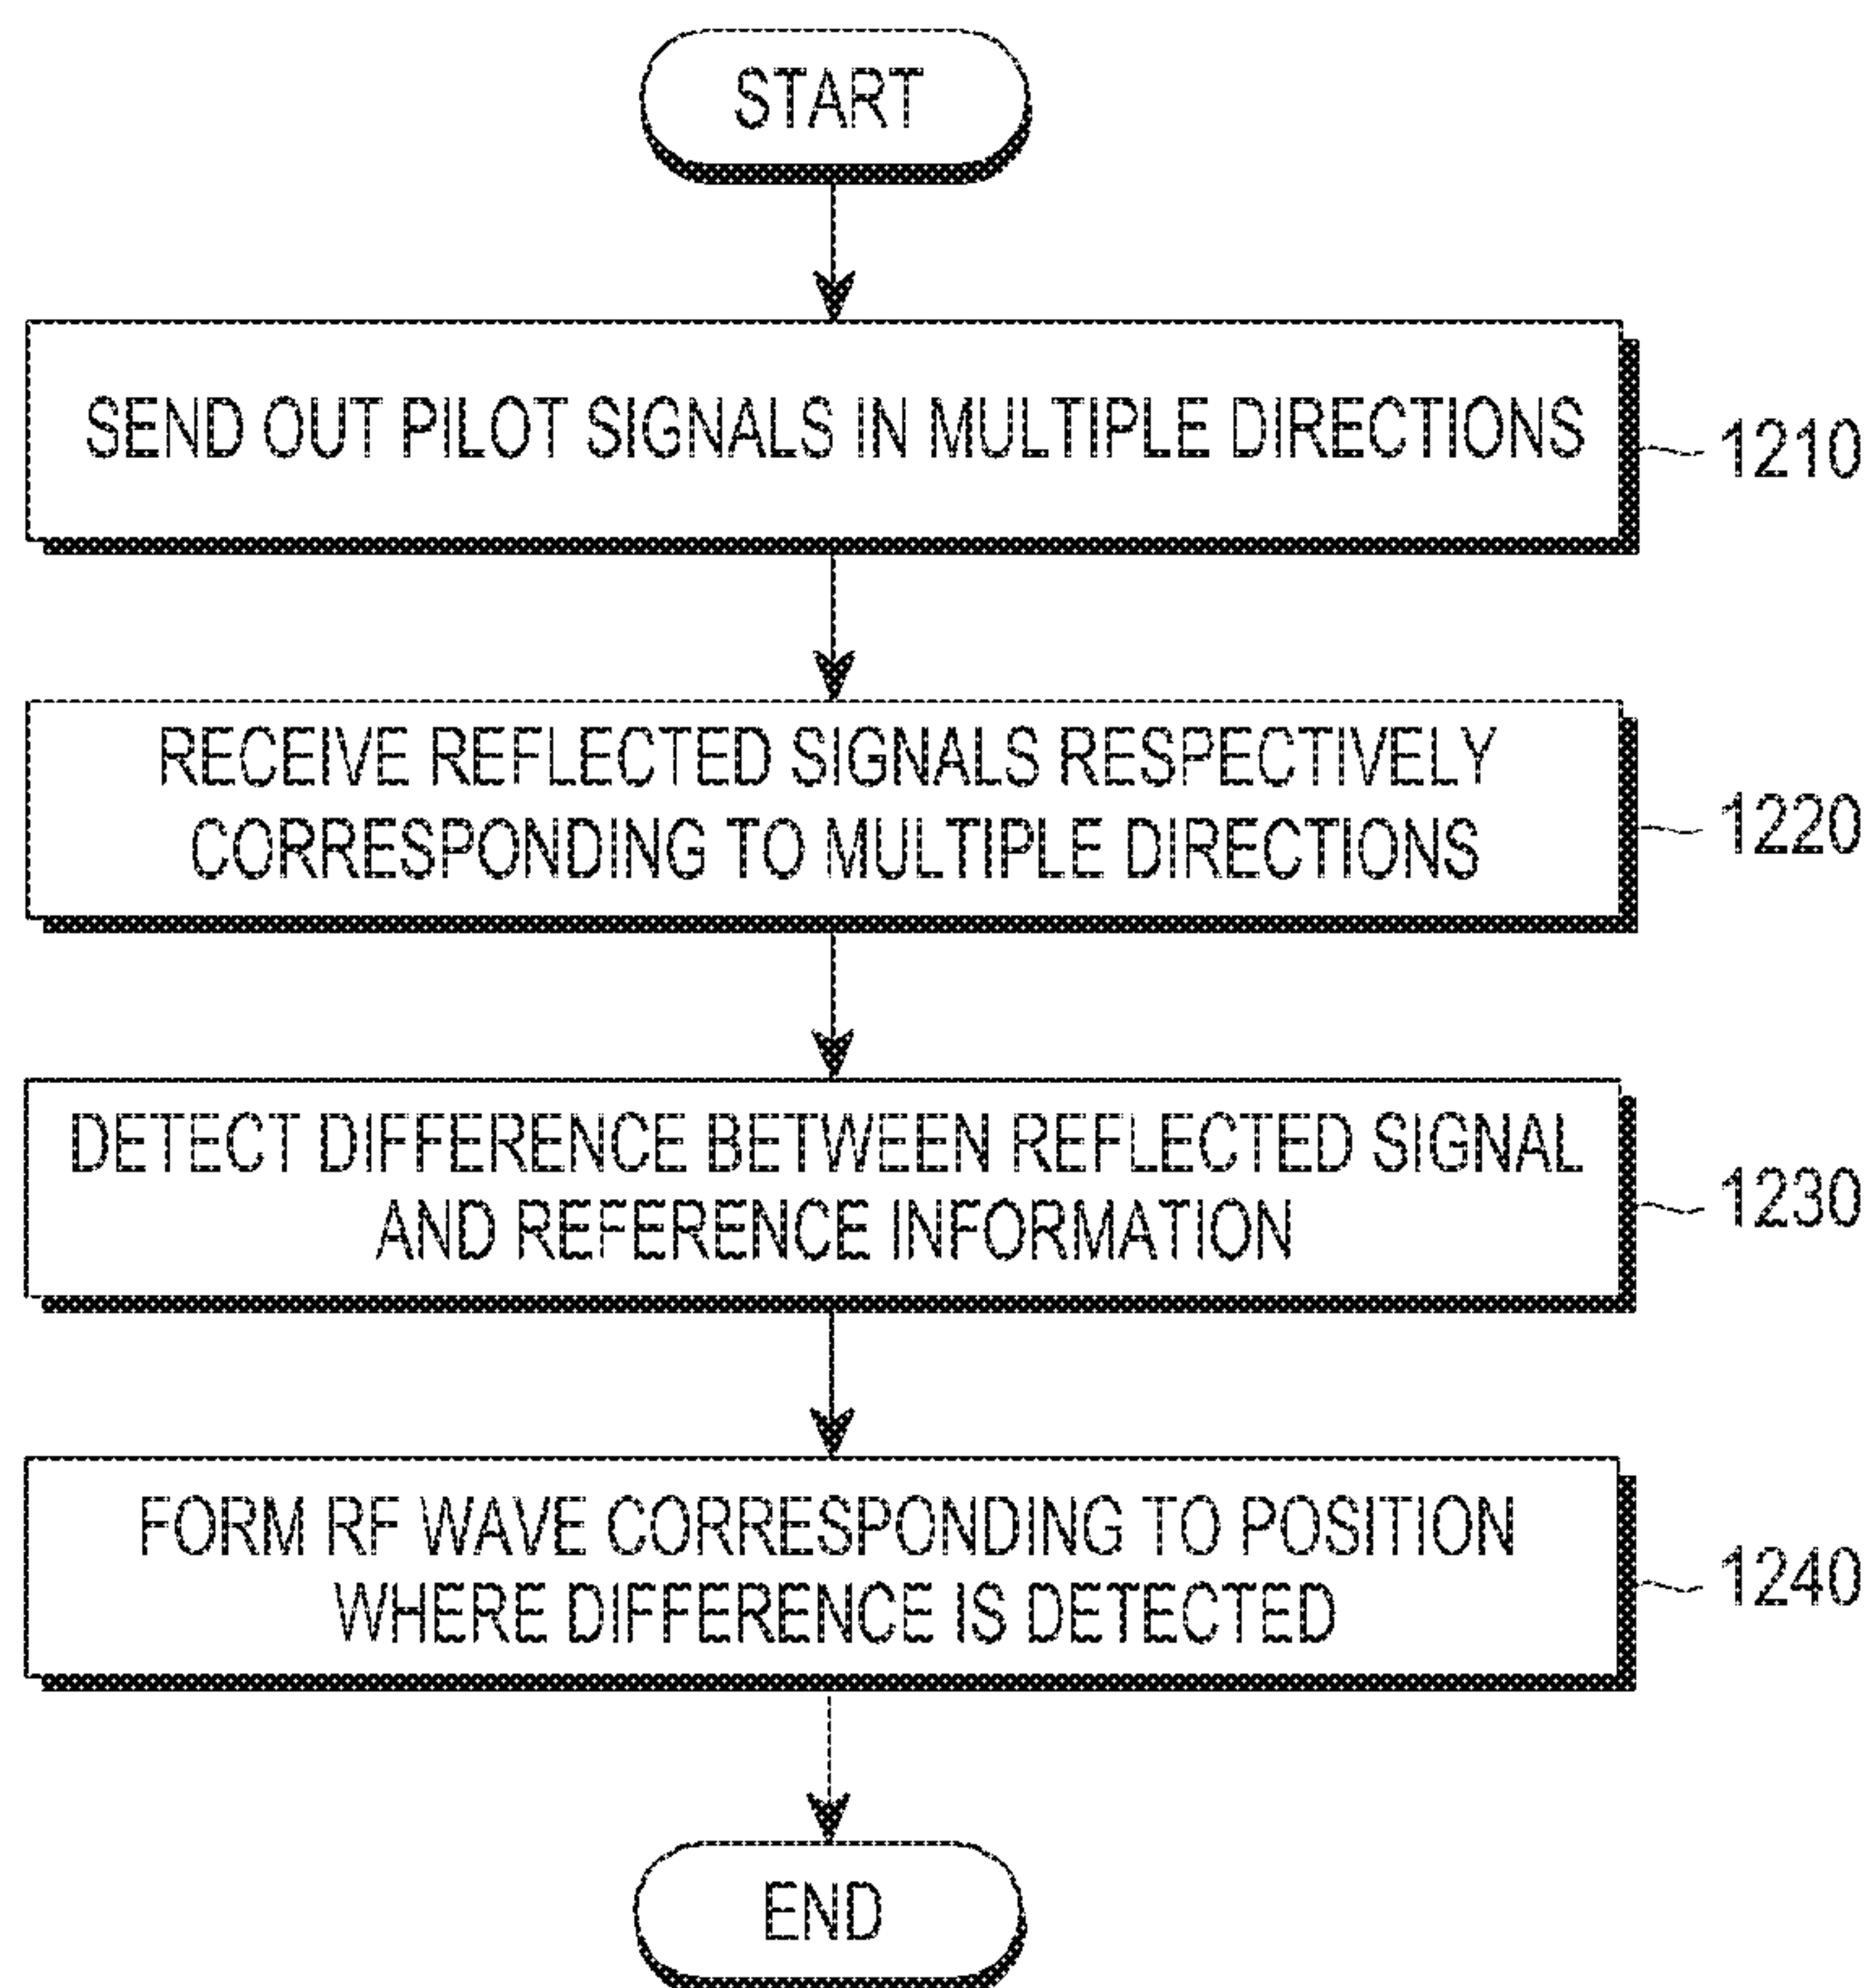 START
SEND OUT PILOT SIGNALS IN MULTIPLE DIRECTIONS
1210
RECEIVE REFLECTED SIGNALS RESPECTIVELY
CORRESPONDING TO MULTIPLE DIRECTIONS
1220
DETECT DIFFERENCE BETWEEN REFLECTED SIGNAL
AND REFERENCE INFORMATION
1230
FORM RF WAVE CORRESPONDING TO POSITION
WHERE DIFFERENCE IS DETECTED
1240
END